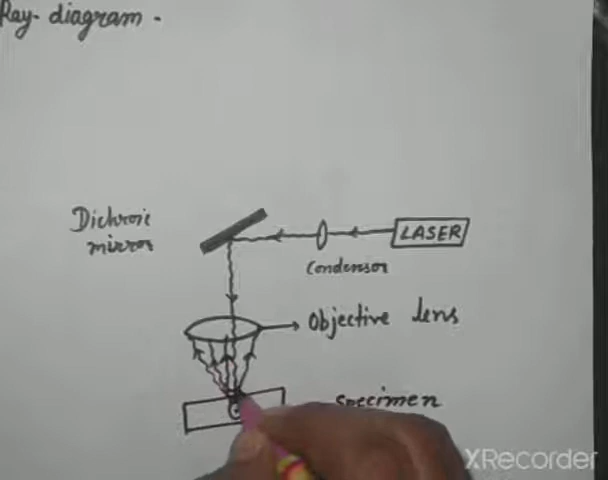 Ray-diagram.
Dichroic
mirror
LASER
Condensor
Objective lens
Specimen
XRecorder